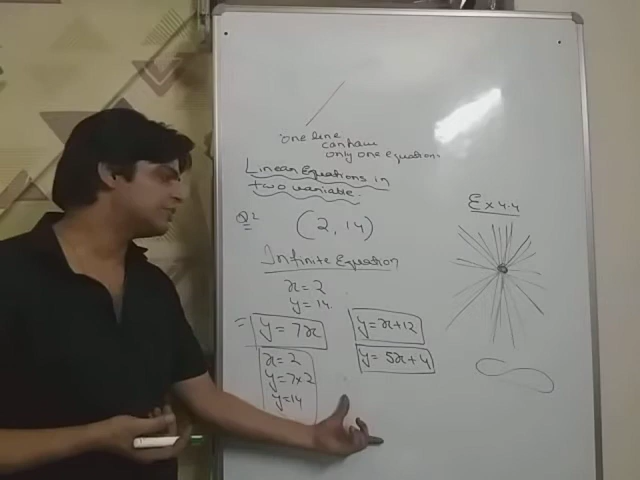 one line
can have
only one equation.
Linear Equations in
two variable.
Q2 (2, 14)
Ex 4.4
Infinite Equation
x = 2
y = 14.
= y = 7x
y = x + 12
y = 5x + 4
x = 2
y = 7 x 2
y = 14